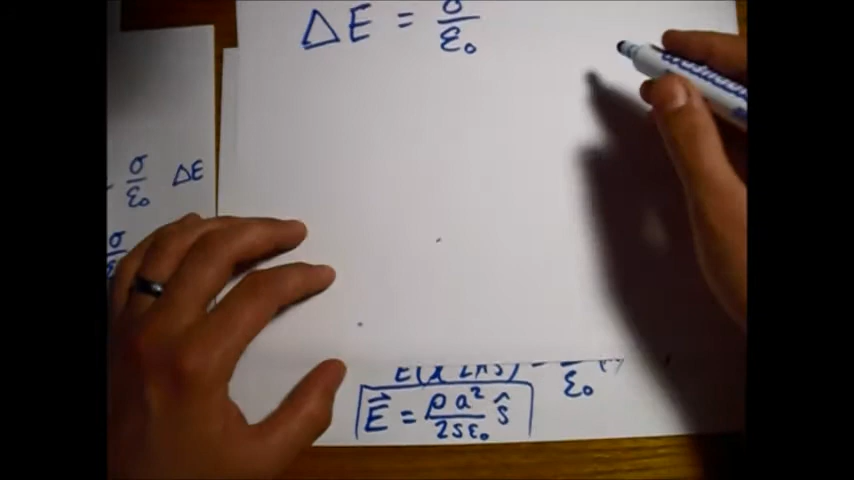 ΔE = σ/ε₀
σ/ε₀ ΔE
σ
E⃗ = ρa²/2sε₀ ŝ
ε₀